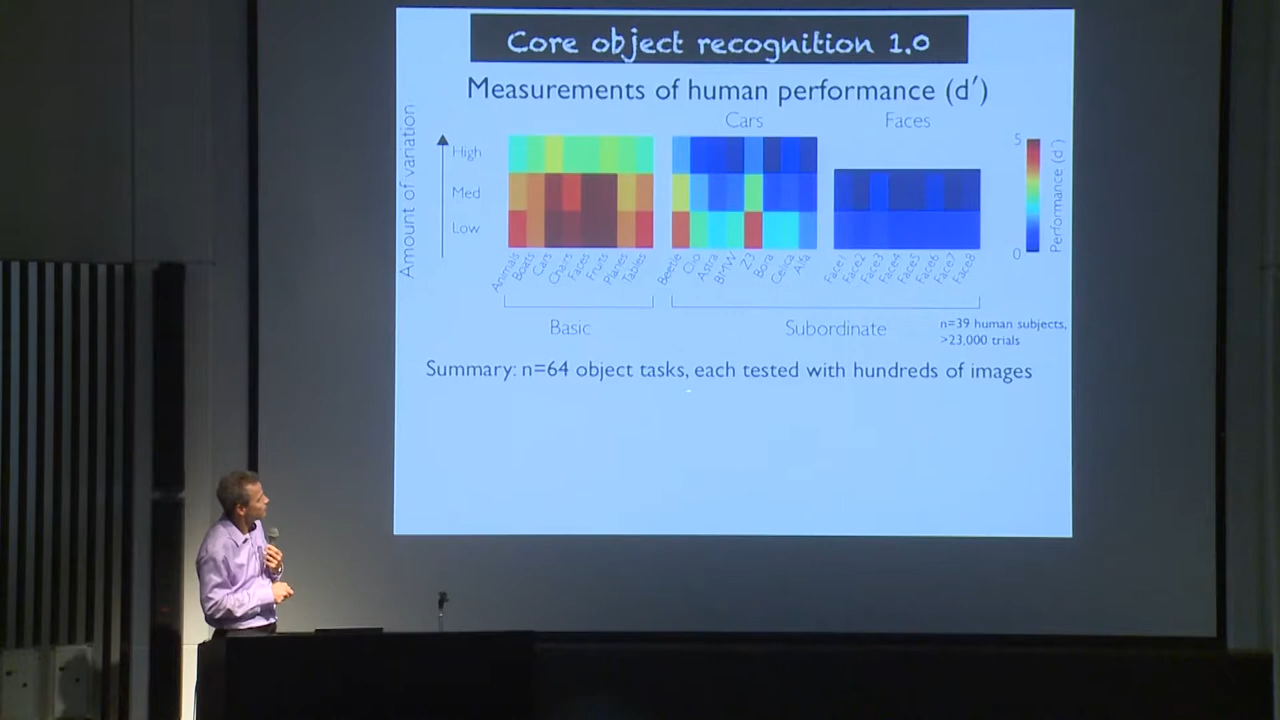 Core object recognition 1.0
Measurements of human performance (d′)
Cars
Faces
Amount of variation
High
Med
Low
5
0
Performance (d′)
Animals
Boats
Cars
Chairs
Faces
Fruits
Planes
Tables
Beetle
Clio
Astra
BMW
Z3
Bora
Celica
Alfa
Face1
Face2
Face3
Face4
Face5
Face6
Face7
Face8
Basic
Subordinate
n=39 human subjects,
>23,000 trials
Summary: n=64 object tasks, each tested with hundreds of images